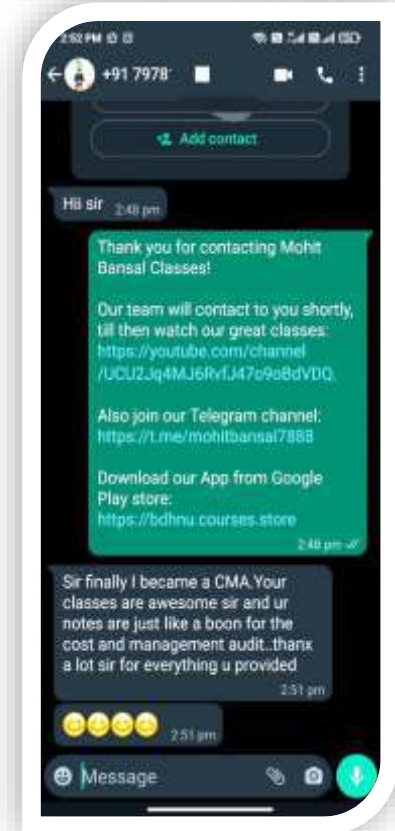 2:52 PM
+91 7978
Add contact
Hii sir 2:48 pm
Thank you for contacting Mohit
Bansal Classes!
Our team will contact to you shortly,
till then watch our great classes:
https://youtube.com/channel
Also join our Telegram channel:
https://t.me/mohitbansal7888
Download our App from Google
Play store:
https://bdhnu.courses.store
2:48 pm
Sir finally I became a CMA.Your
classes are awesome sir and ur
notes are just like a boon for the
cost and management audit..thanx
a lot sir for everything u provided
2:51 pm
2:51 pm
Message